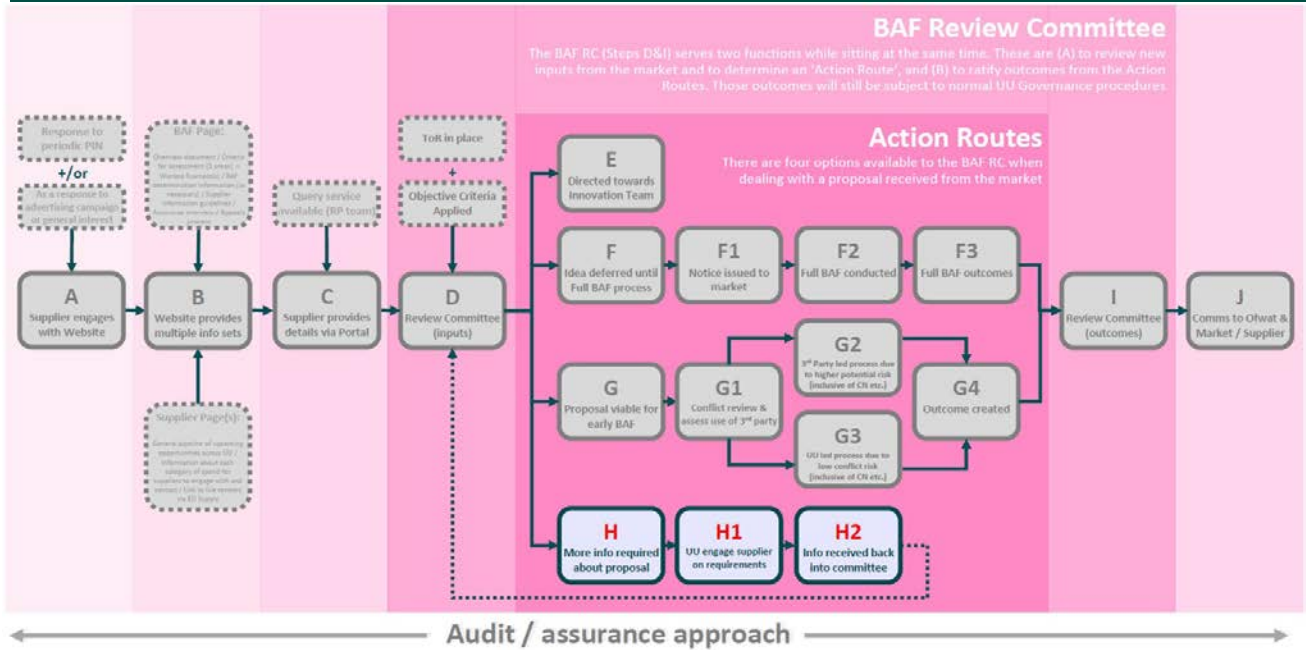 BAF Review Committee
The BAF RC (Steps D&I) serves two functions while sitting at the same time. These are (A) to review new
inputs from the market and to determine an 'Action Route', and (B) to ratify outcomes from the Action
Routes. Those outcomes will still be subject to normal UU Governance procedures
Response to
periodic PIN
+/or
As a response to
advertising campaign
or general interest
A
Supplier engages
with Website
BAF Page:
B
Website provides
multiple info sets
Supplier Page(s):
Query service
available (RP team)
C
Supplier provides
details via Portal
ToR in place
+
Objective Criteria
Applied
D
Review Committee
(inputs)
Action Routes
There are four options available to the BAF RC when
dealing with a proposal received from the market
E
Directed towards
Innovation Team
F
Idea deferred until
Full BAF process
F1
Notice issued to
market
F2
Full BAF conducted
F3
Full BAF outcomes
G
Proposal viable for
early BAF
G1
Conflict review &
assess use of 3rd party
G2
3rd Party led process due
to higher potential risk
(inclusive of CN etc.)
G3
UU led process due to
low conflict risk
(inclusive of CN etc.)
G4
Outcome created
H
More info required
about proposal
H1
UU engage supplier
on requirements
H2
Info received back
into committee
I
Review Committee
(outcomes)
J
Comms to Ofwat &
Market / Supplier
Audit / assurance approach